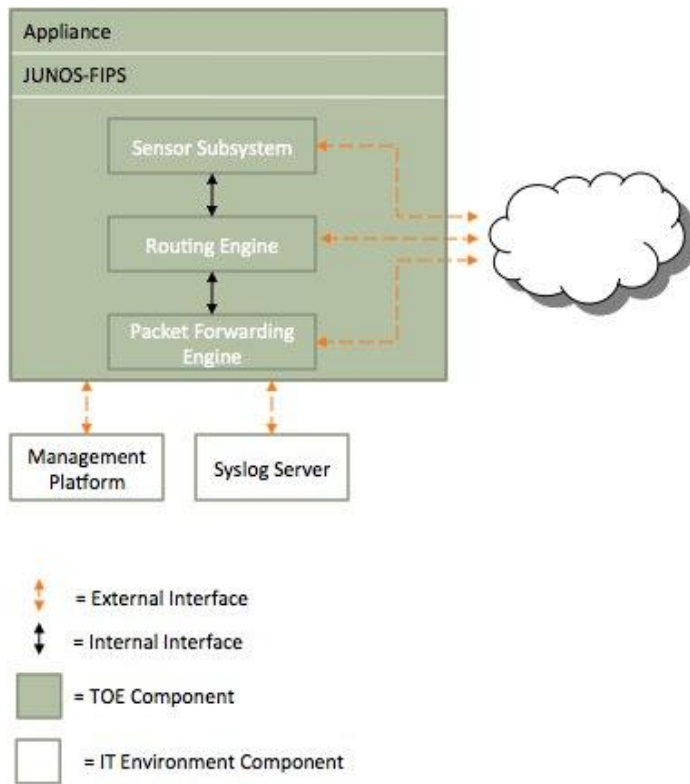 Appliance
JUNOS-FIPS
Sensor Subsystem
Routing Engine
Packet Forwarding
Engine
Management
Platform
Syslog Server
= External Interface
= Internal Interface
= TOE Component
= IT Environment Component